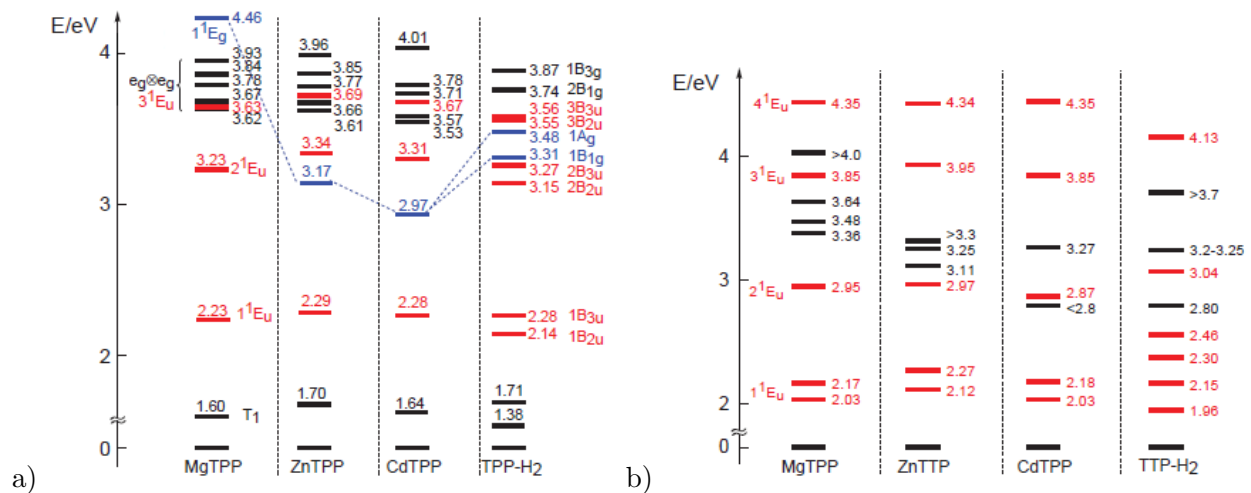 E/eV
4
3
2
0
4.46
1¹Eg
3.93
3.84
3.78
3.67
3.63
3.62
eg⊗eg
3¹Eu
3.23
2¹Eu
2.23
1¹Eu
1.60
T1
MgTPP
3.96
3.85
3.77
3.69
3.66
3.61
3.34
3.17
2.29
1.70
ZnTPP
4.01
3.78
3.71
3.67
3.57
3.53
3.31
2.97
2.28
1.64
CdTPP
3.87 1B3g
3.74 2B1g
3.56 3B3u
3.55 3B2u
3.48 1Ag
3.31 1B1g
3.27 2B3u
3.15 2B2u
2.28 1B3u
2.14 1B2u
1.71
1.38
TPP-H2
a)
E/eV
4
3
2
0
4¹Eu 4.35
>4.0
3¹Eu 3.85
3.64
3.48
3.36
2¹Eu 2.95
2.17
1¹Eu
2.03
MgTPP
4.34
3.95
>3.3
3.25
3.11
2.97
2.27
2.12
ZnTTP
4.35
3.85
3.27
2.87
<2.8
2.18
2.03
CdTPP
4.13
>3.7
3.2-3.25
3.04
2.80
2.46
2.30
2.15
1.96
TTP-H2
b)